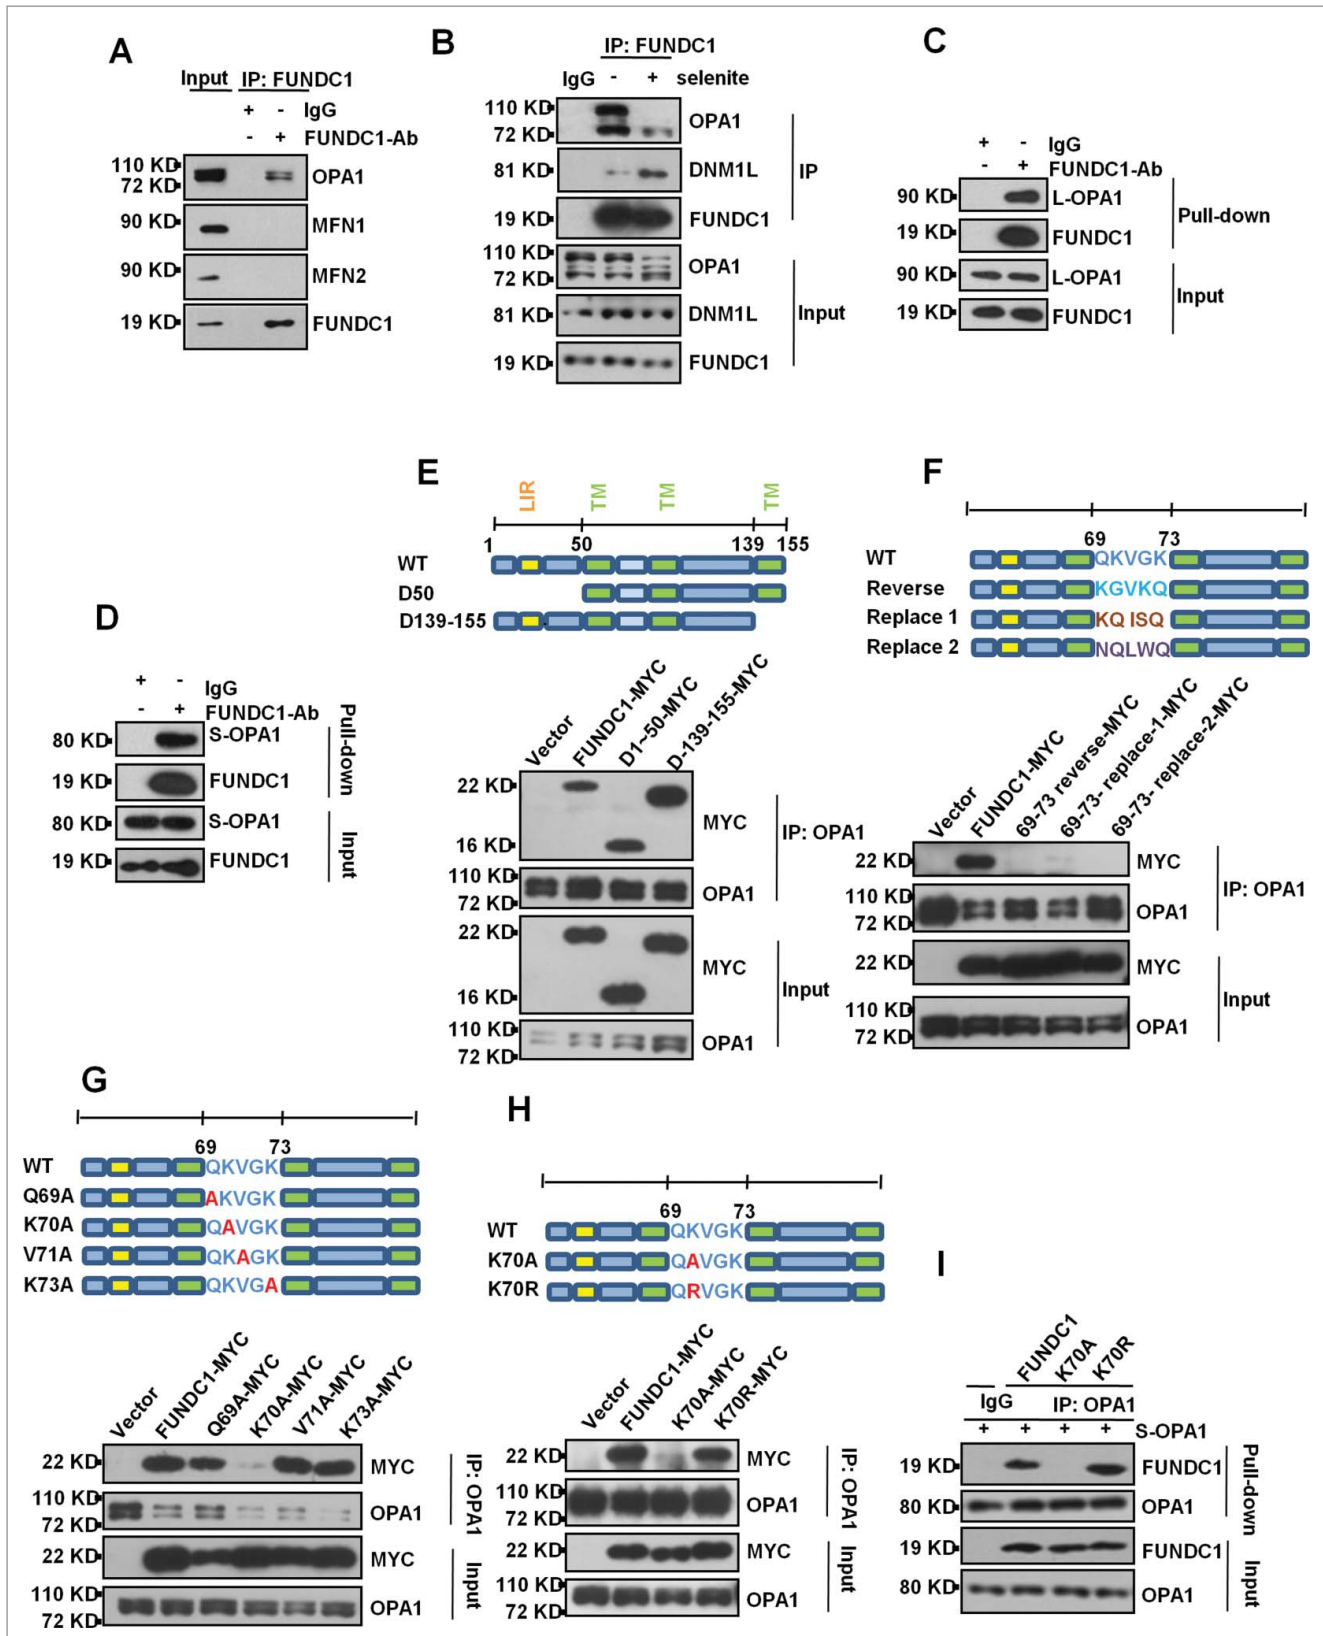 A
Input IP: FUNDC1
+ - IgG
- + FUNDC1-Ab
110 KD
72 KD
OPA1
90 KD MFN1
90 KD MFN2
19 KD FUNDC1
B
IP: FUNDC1
IgG - + selenite
110 KD
72 KD
OPA1
81 KD DNM1L
19 KD FUNDC1
IP
110 KD
72 KD
OPA1
81 KD DNM1L
19 KD FUNDC1
Input
C
+ - IgG
- + FUNDC1-Ab
90 KD L-OPA1
19 KD FUNDC1
Pull-down
90 KD L-OPA1
19 KD FUNDC1
Input
D
+ - IgG
- + FUNDC1-Ab
80 KD S-OPA1
19 KD FUNDC1
Pull-down
80 KD S-OPA1
19 KD FUNDC1
Input
E
LIR TM TM TM
1 50 139 155
WT
D50
D139-155
Vector
FUNDC1-MYC
D1~50-MYC
D-139-155-MYC
22 KD
16 KD
MYC
110 KD
72 KD
OPA1
IP: OPA1
22 KD
16 KD
MYC
110 KD
72 KD
OPA1
Input
F
69 73
WT QKVGK
Reverse KGVKQ
Replace 1 KQ ISQ
Replace 2 NQLWQ
Vector
FUNDC1-MYC
69-73 reverse-MYC
69-73- replace-1-MYC
69-73- replace-2-MYC
22 KD MYC
110 KD
72 KD
OPA1
IP: OPA1
22 KD MYC
110 KD
72 KD
OPA1
Input
G
69 73
WT QKVGK
Q69A AKVGK
K70A QAVGK
V71A QKAGK
K73A QKVGA
Vector
FUNDC1-MYC
Q69A-MYC
K70A-MYC
V71A-MYC
K73A-MYC
22 KD MYC
110 KD
72 KD
OPA1
IP: OPA1
22 KD MYC
110 KD
72 KD
OPA1
Input
H
69 73
WT QKVGK
K70A QAVGK
K70R QRVGK
Vector
FUNDC1-MYC
K70A-MYC
K70R-MYC
22 KD MYC
110 KD
72 KD
OPA1
IP: OPA1
22 KD MYC
110 KD
72 KD
OPA1
Input
I
FUNDC1
K70A
K70R
IgG IP: OPA1
+ + + + S-OPA1
19 KD FUNDC1
80 KD OPA1
Pull-down
19 KD FUNDC1
80 KD OPA1
Input